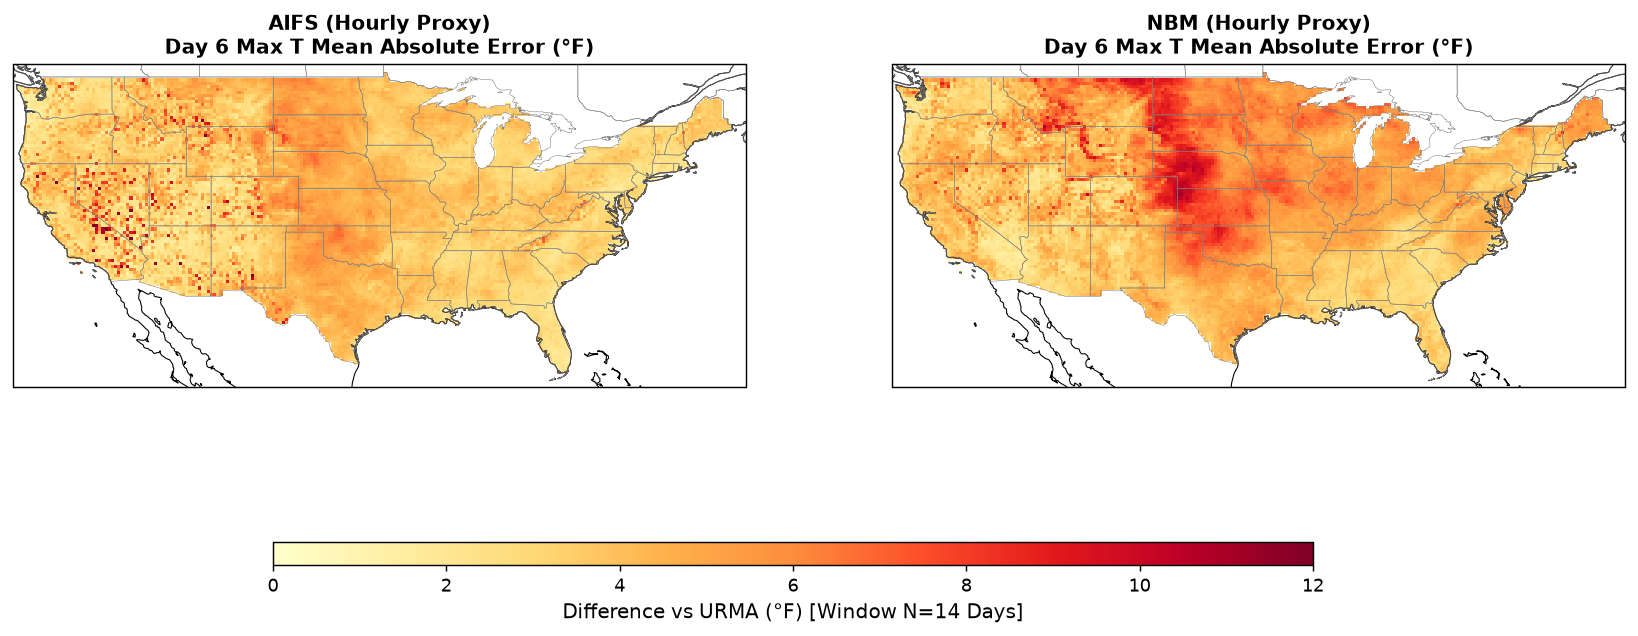 AIFS (Hourly Proxy)
Day 6 Max T Mean Absolute Error (°F)
NBM (Hourly Proxy)
Day 6 Max T Mean Absolute Error (°F)
0 2 4 6 8 10 12
Difference vs URMA (°F) [Window N=14 Days]